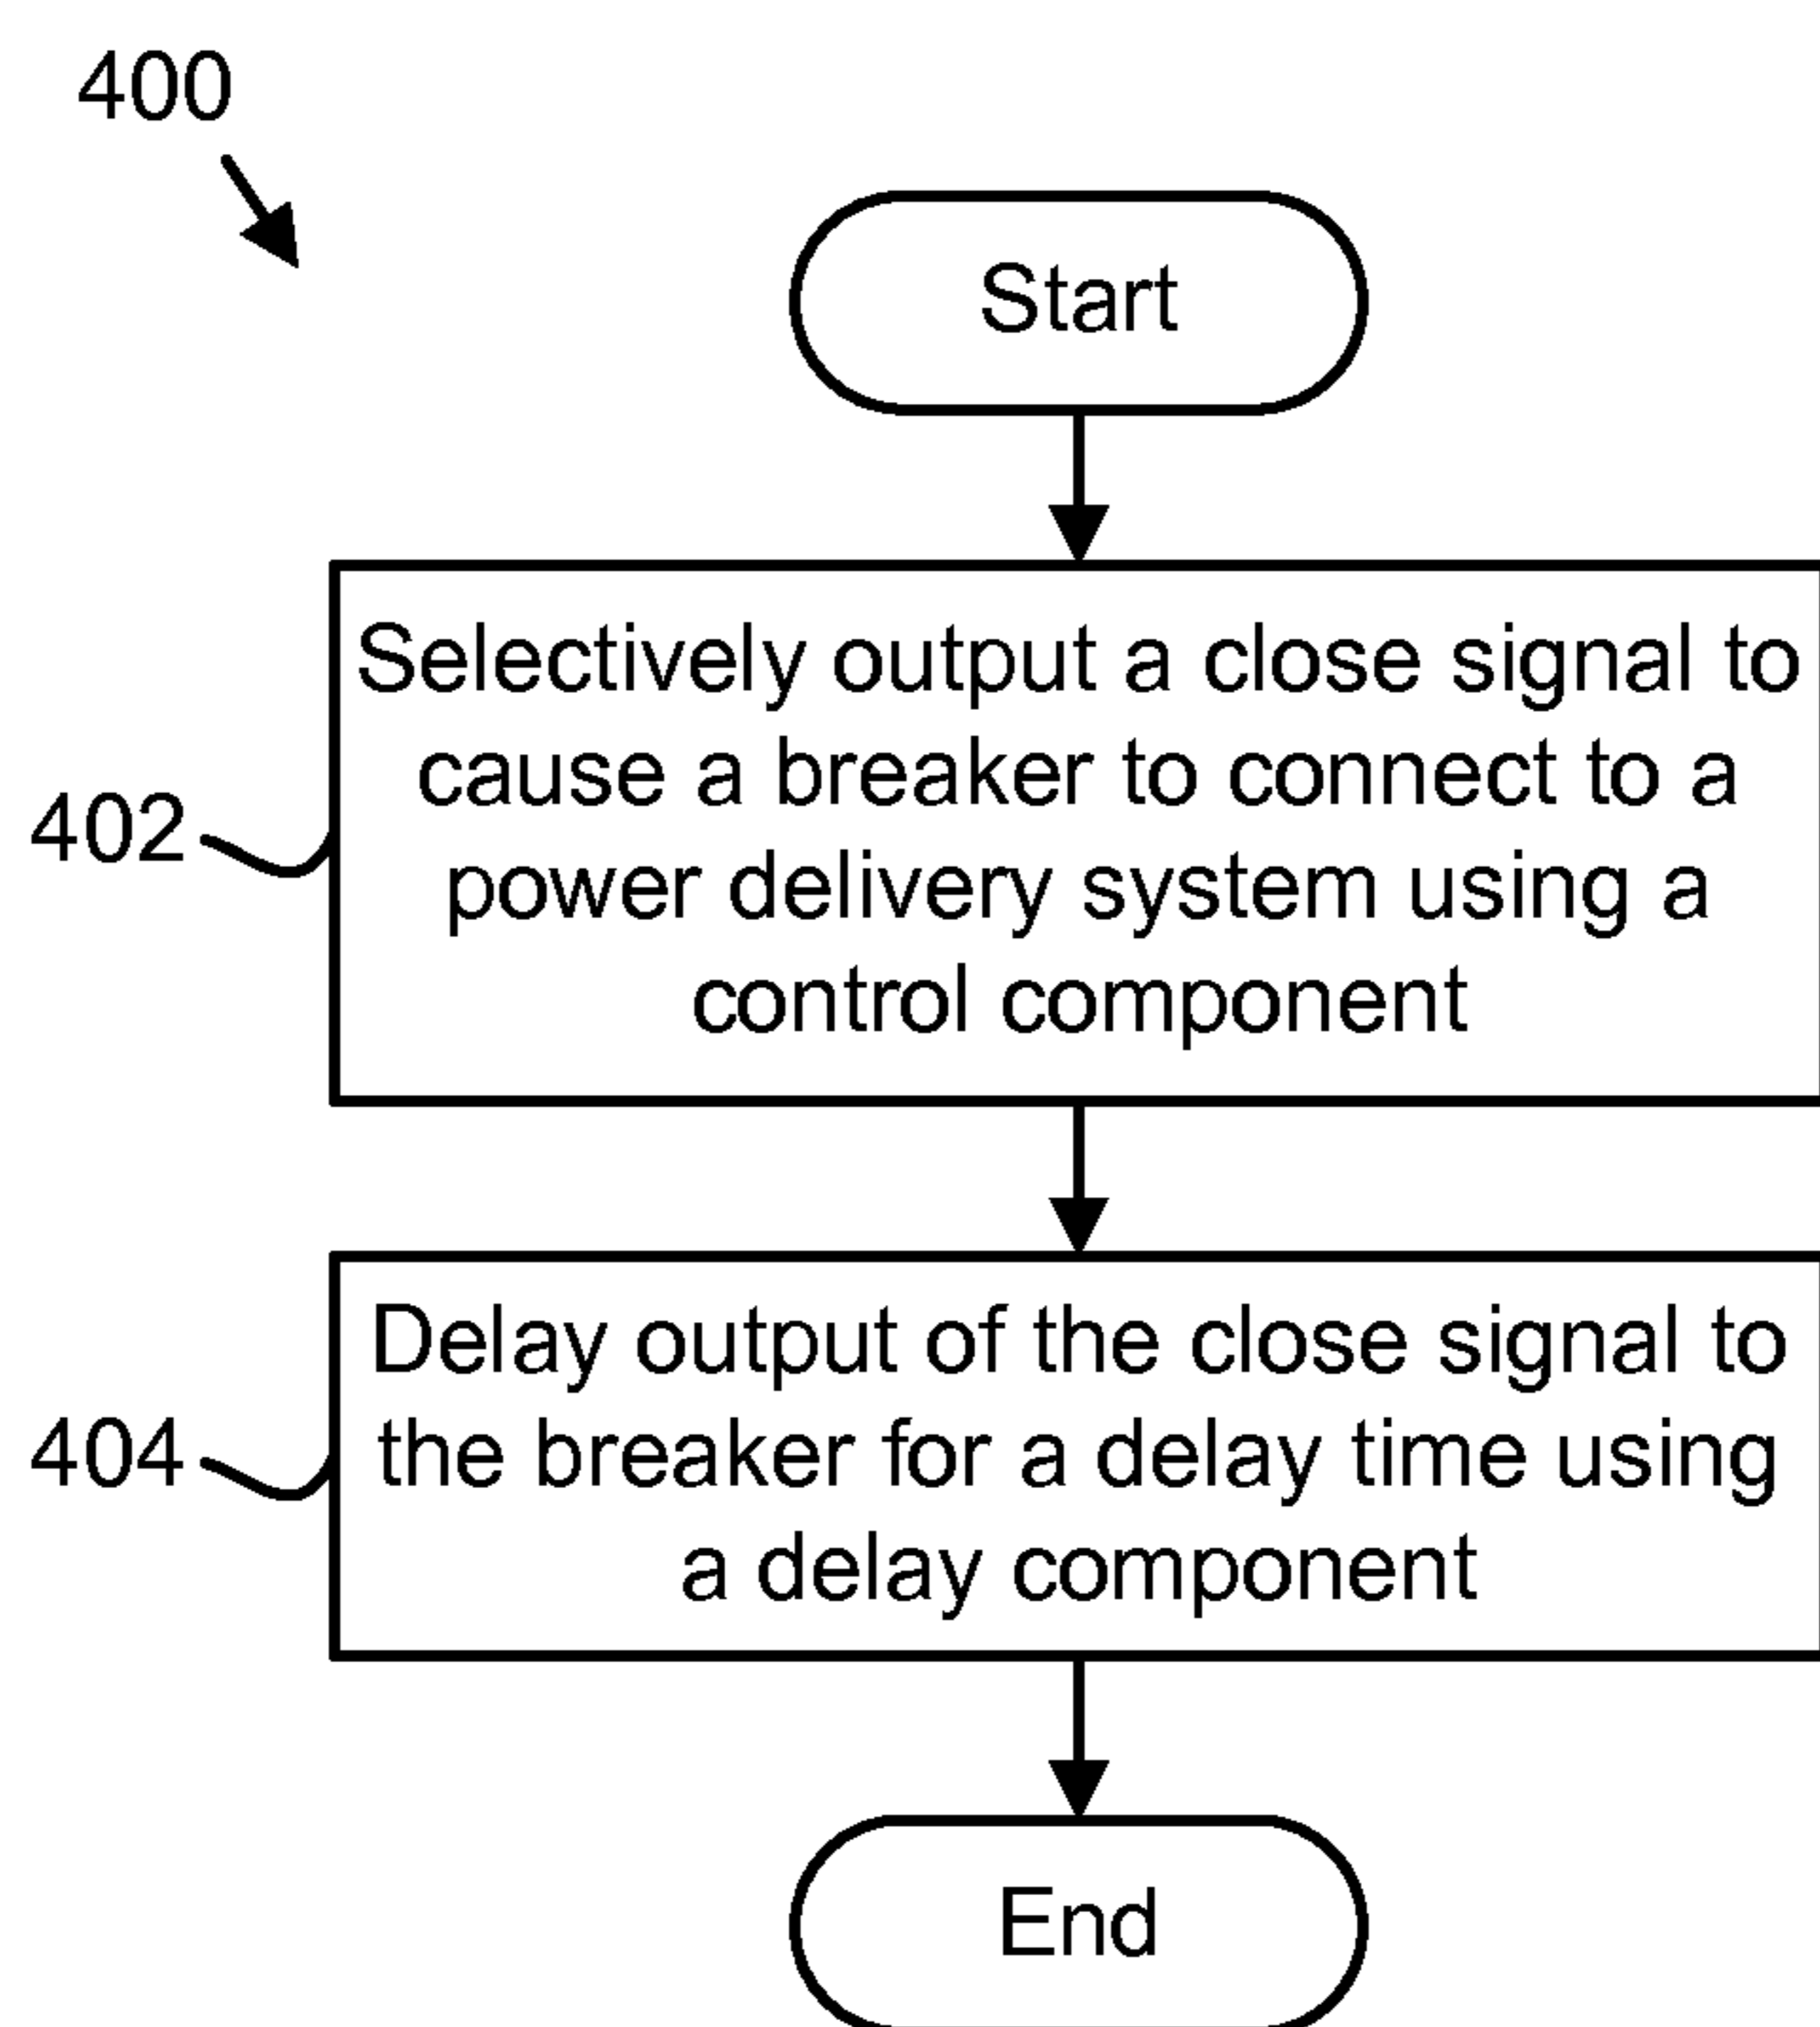 400
Start
Selectively output a close signal to
cause a breaker to connect to a
402
power delivery system using a
control component
Delay output of the close signal to
404
the breaker for a delay time using
a delay component
End